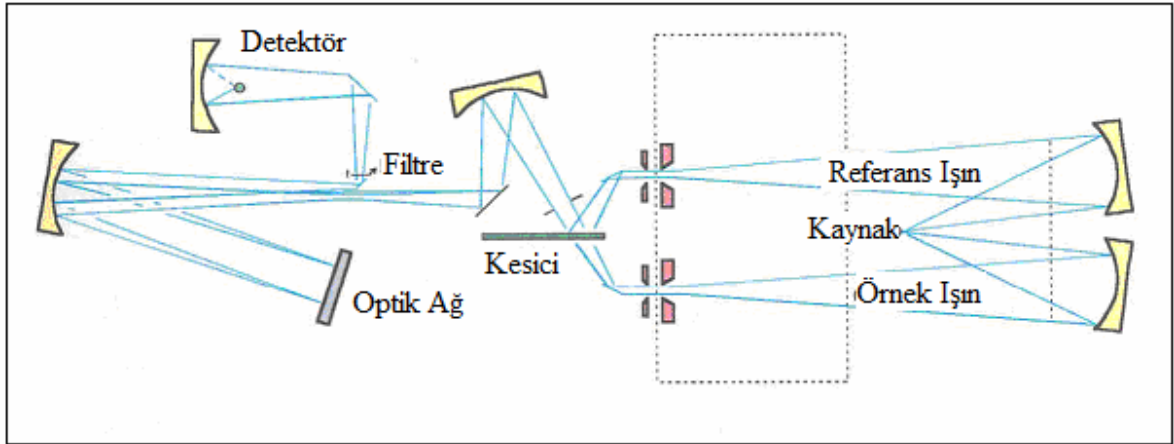 Detektör
Filtre
Referans Işın
Kaynak
Kesici
Örnek Işın
Optik Ağ